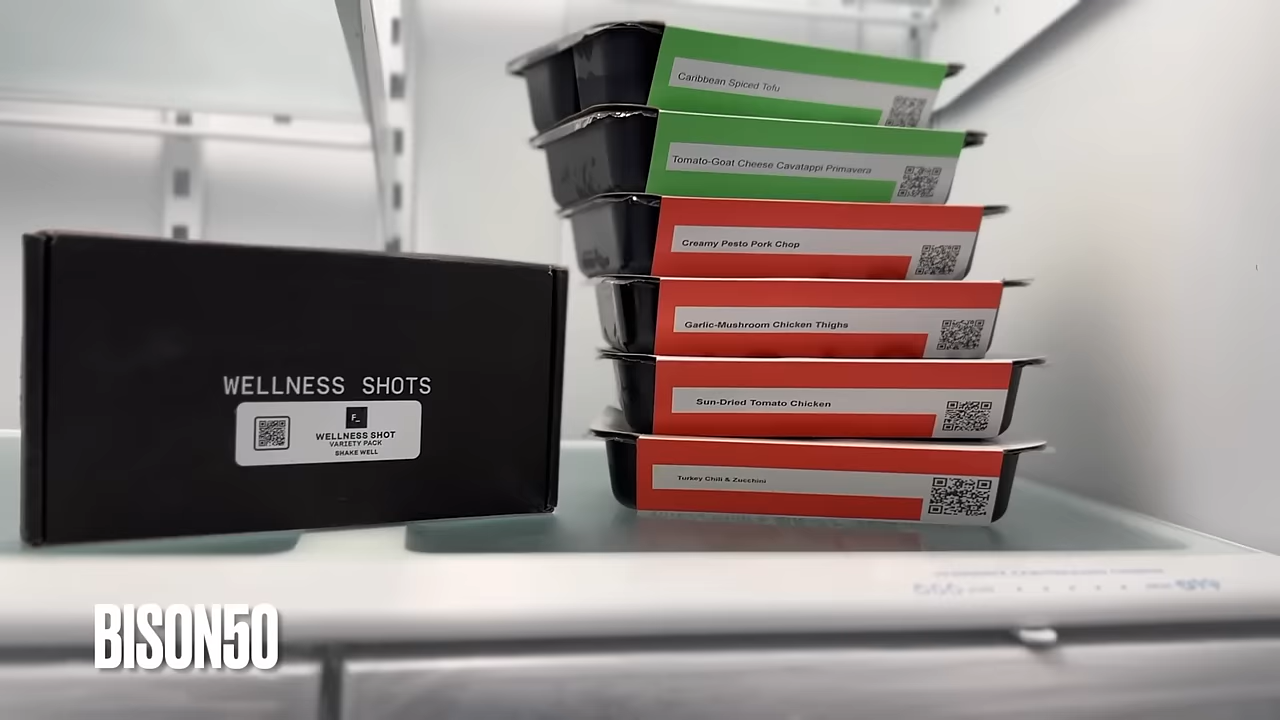 Caribbean Spiced Tofu
Tomato-Goat Cheese Cavatappi Primavera
Creamy Pesto Pork Chop
Garlic-Mushroom Chicken Thighs
Sun-Dried Tomato Chicken
Turkey Chili & Zucchini
WELLNESS SHOTS
F_
WELLNESS SHOT
VARIETY PACK
SHAKE WELL
BISON50